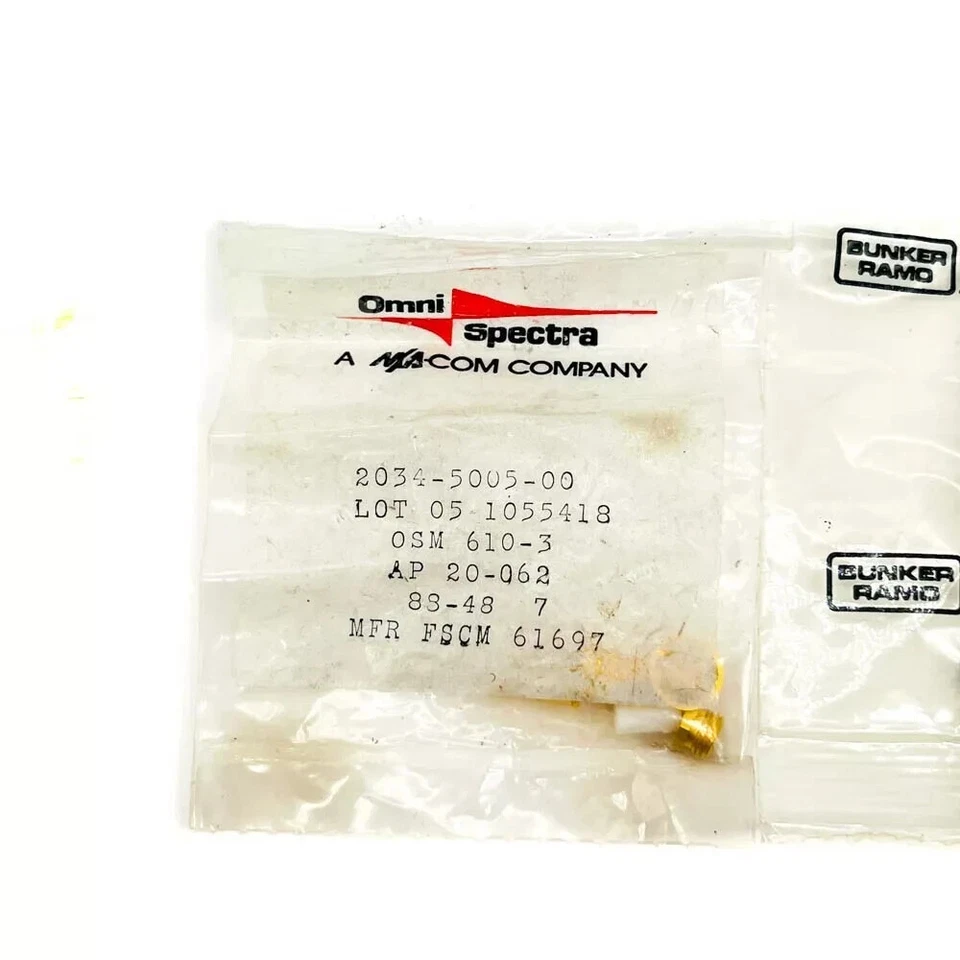 Omni
Spectra
A M/A-COM COMPANY
2034-5005-00
LOT 05 1055418
OSM 610-3
AP 20-062
88-48 7
MFR FSCM 61697
BUNKER
RAMO
BUNKER
RAMO